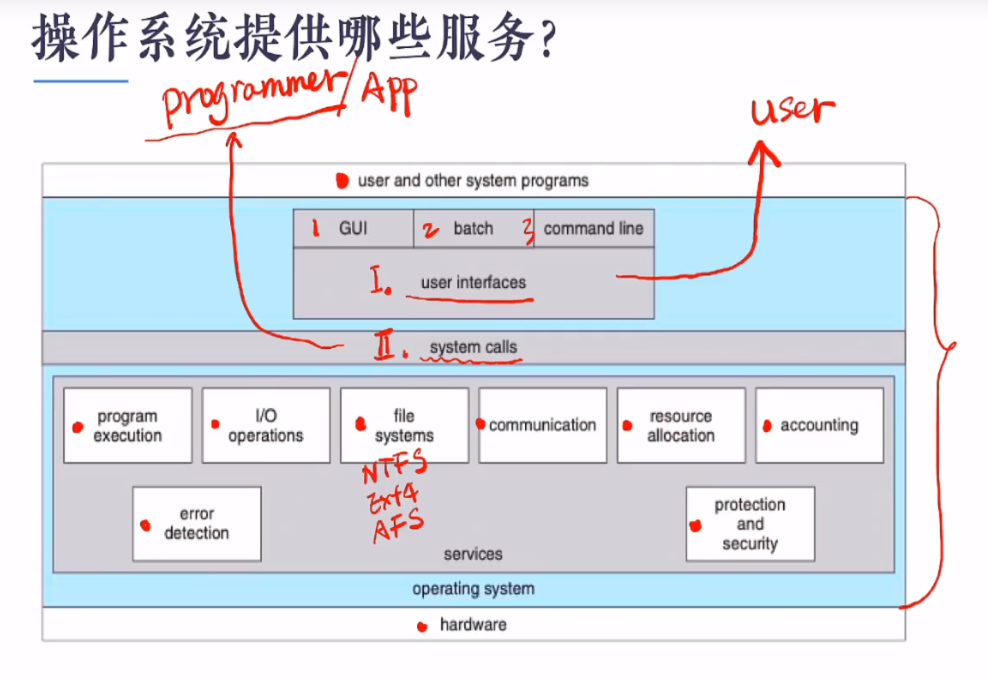 操作系统提供哪些服务?
programmer/App
user
user and other system programs
1 GUI 2 batch 3 command line
I. user interfaces
II. system calls
program execution
I/O operations
file systems
communication
resource allocation
accounting
NTFS
Ext4
AFS
error detection
protection and security
services
operating system
hardware